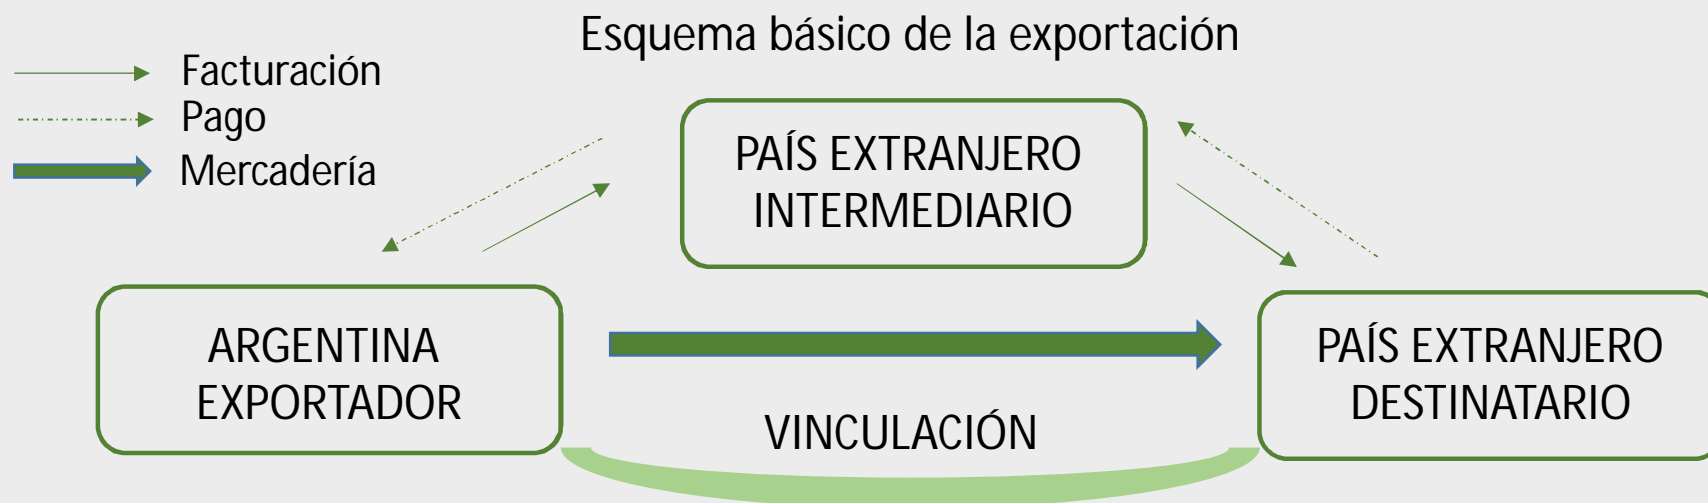 Esquema básico de la exportación
Facturación
Pago
Mercadería
PAÍS EXTRANJERO
INTERMEDIARIO
ARGENTINA
EXPORTADOR
PAÍS EXTRANJERO
DESTINATARIO
VINCULACIÓN